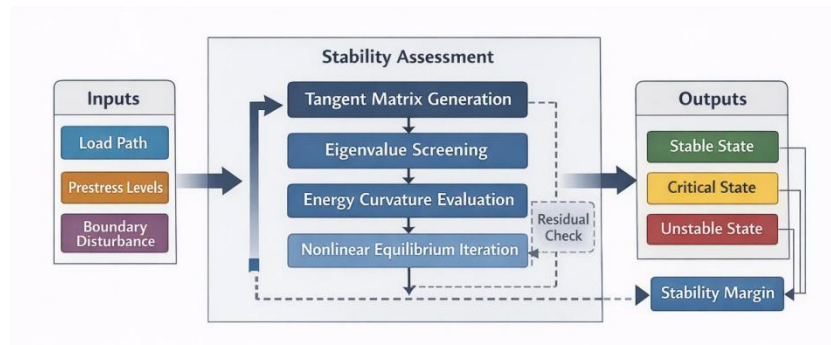 Stability Assessment
Inputs
Load Path
Prestress Levels
Boundary
Disturbance
Tangent Matrix Generation
Eigenvalue Screening
Energy Curvature Evaluation
Nonlinear Equilibrium Iteration
Residual
Check
Outputs
Stable State
Critical State
Unstable State
Stability Margin